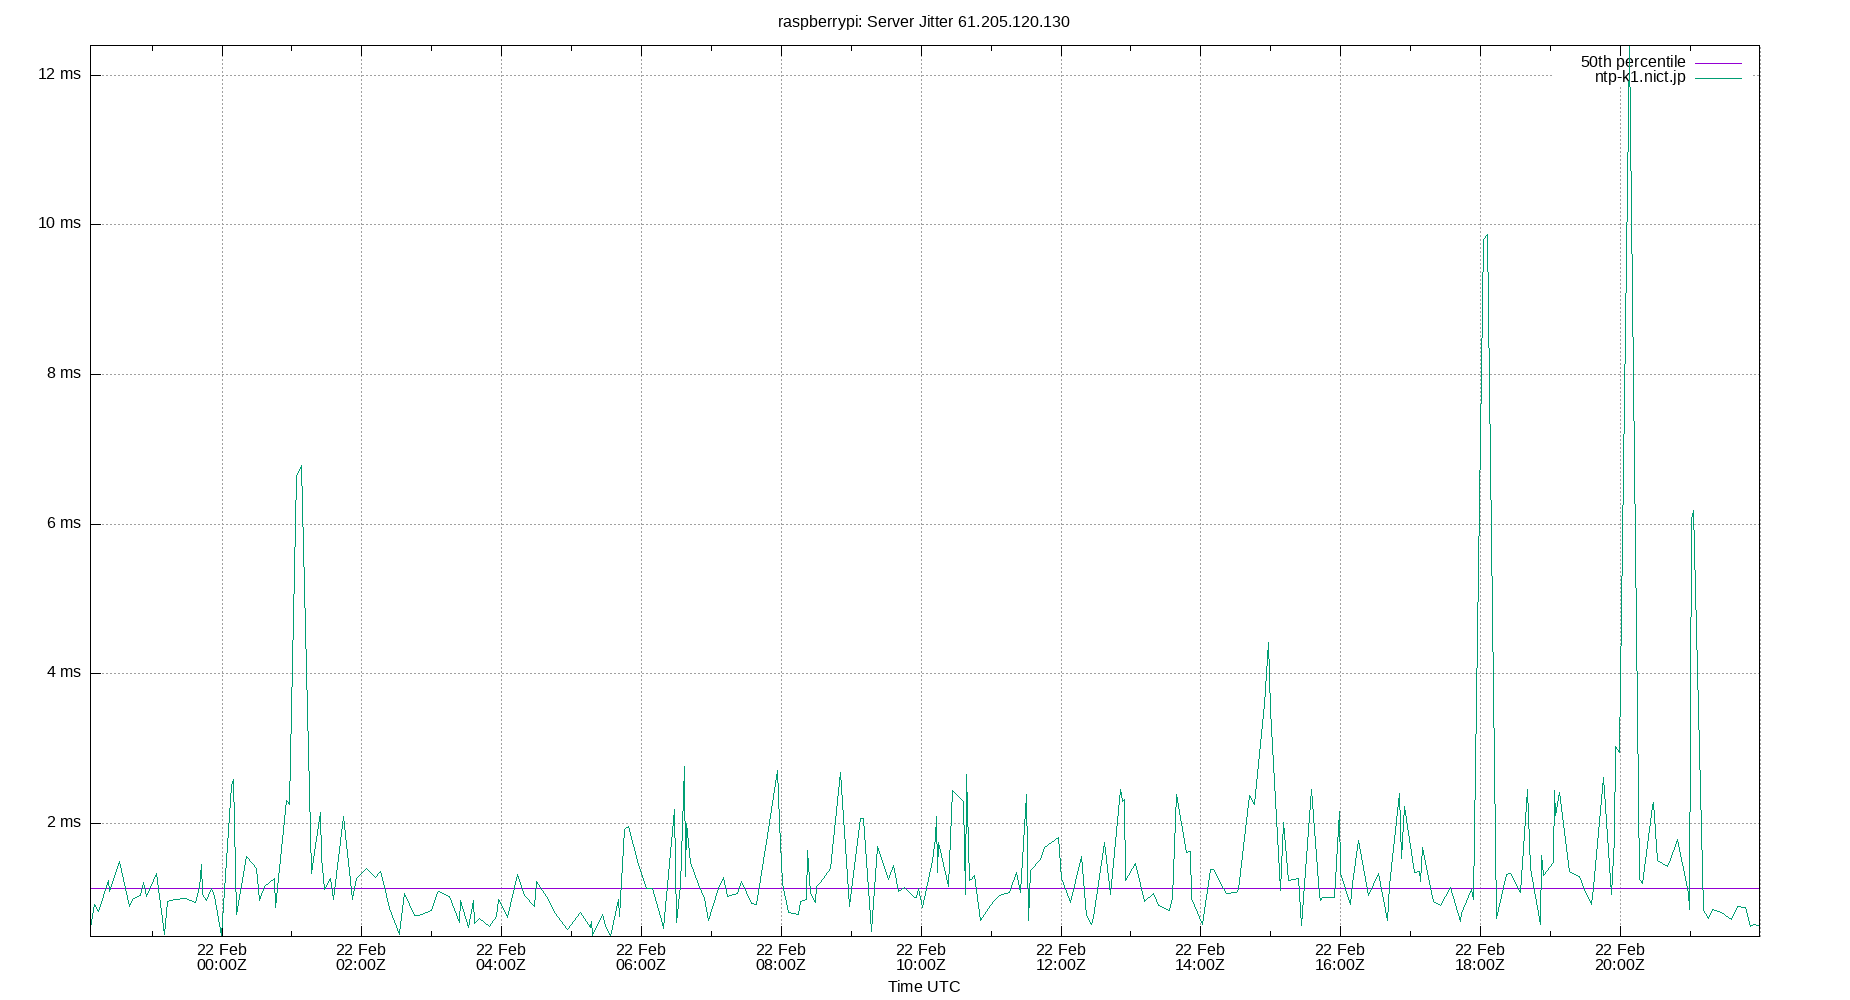 raspberrypi: Server Jitter 61.205.120.130
50th percentile
ntp-k1.nict.jp
12 ms
10 ms
8 ms
6 ms
4 ms
2 ms
22 Feb 22 Feb 22 Feb 22 Feb 22 Feb 22 Feb 22 Feb 22 Feb 22 Feb 22 Feb 22 Feb
00:00Z 02:00Z 04:00Z 06:00Z 08:00Z 10:00Z 12:00Z 14:00Z 16:00Z 18:00Z 20:00Z
Time UTC